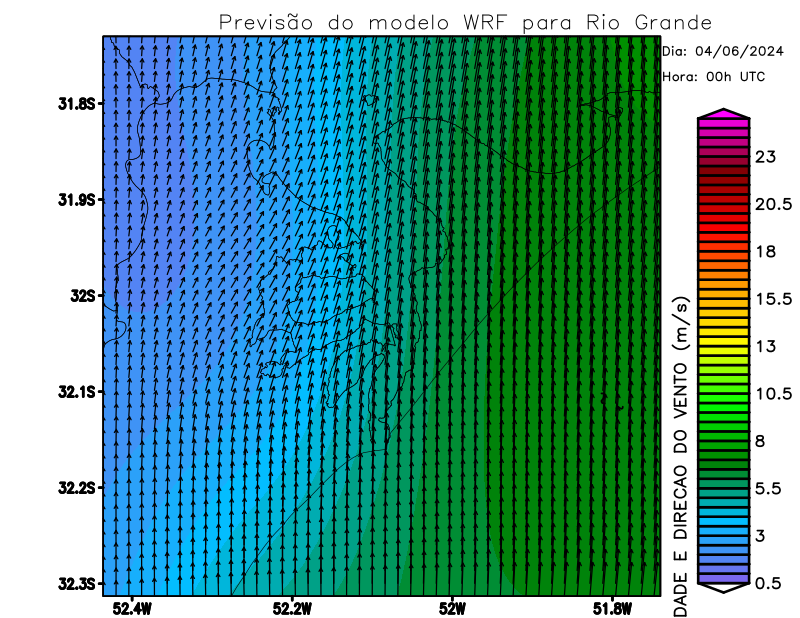 Previsão do modelo WRF para Rio Grande
Dia: 04/06/2024
Hora: 00h UTC
31.8S
31.9S
32S
32.1S
32.2S
32.3S
52.4W
52.2W
52W
51.8W
DADE E DIRECAO DO VENTO (m/s)
23
20.5
18
15.5
13
10.5
8
5.5
3
0.5